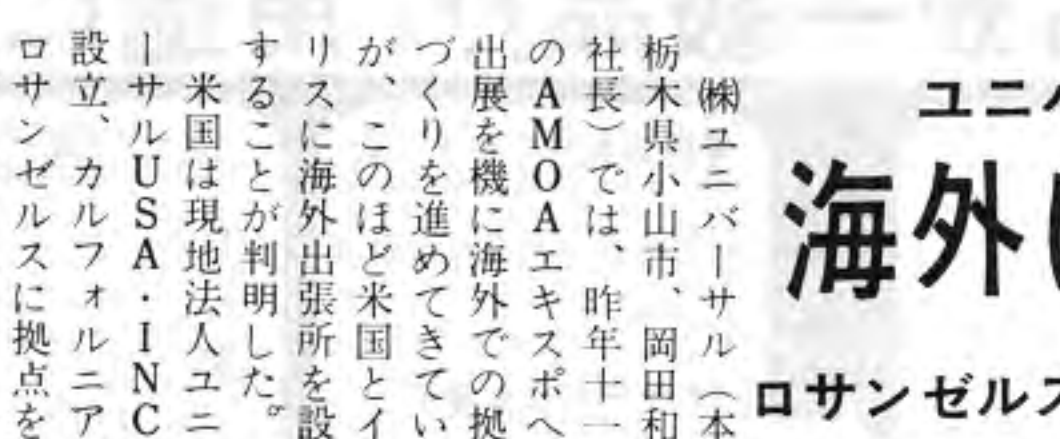 ユニ
海外
ロサンゼルス
㈱ユニバーサル（本
栃木県小山市、岡田和
社長）では、昨年十一
のAMOAエキスポへ
出展を機に海外での拠
づくりを進めてきてい
が、このほど米国とイ
リスに海外出張所を設
することが判明した。
米国は現地法人ユニ
ーサルUSA・INC
設立、カルフォルニア
ロサンゼルスに拠点を